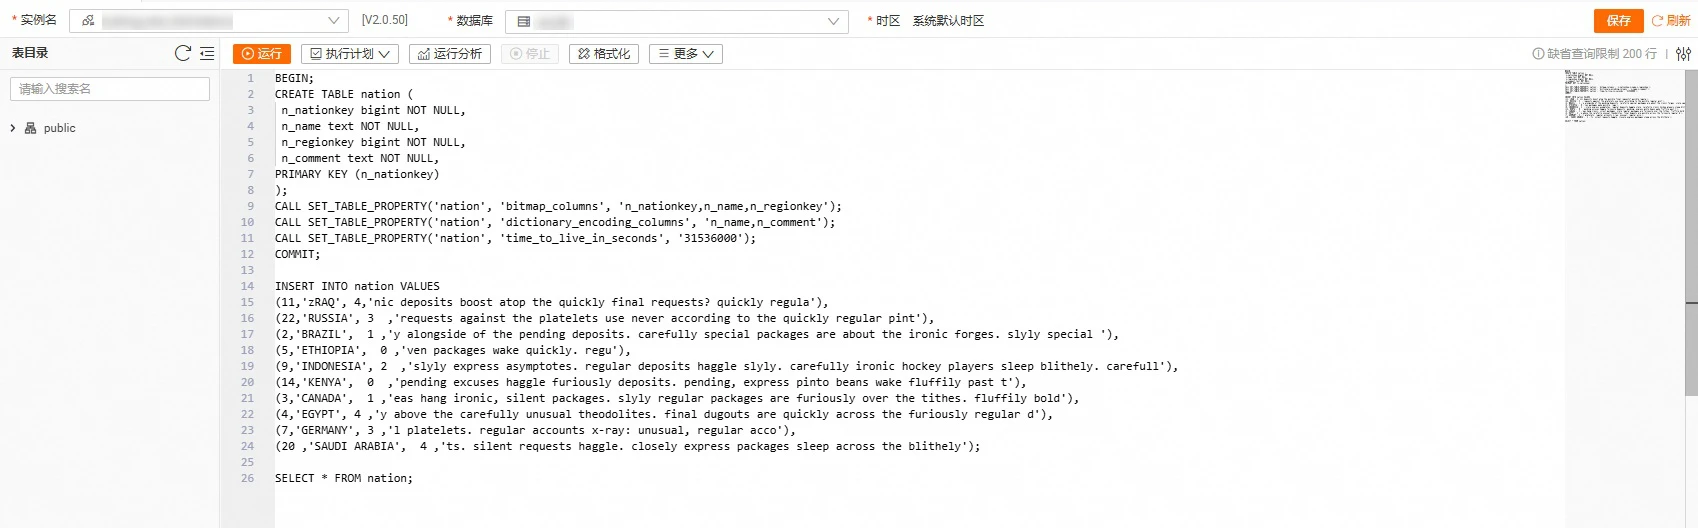 * 实例名 [V2.0.50] * 数据库 * 时区 系统默认时区 保存 刷新
表目录 运行 执行计划 运行分析 停止 格式化 更多 缺省查询限制 200 行
请输入搜索名
public
1 BEGIN;
2 CREATE TABLE nation (
3 n_nationkey bigint NOT NULL,
4 n_name text NOT NULL,
5 n_regionkey bigint NOT NULL,
6 n_comment text NOT NULL,
7 PRIMARY KEY (n_nationkey)
8 );
9 CALL SET_TABLE_PROPERTY('nation', 'bitmap_columns', 'n_nationkey,n_name,n_regionkey');
10 CALL SET_TABLE_PROPERTY('nation', 'dictionary_encoding_columns', 'n_name,n_comment');
11 CALL SET_TABLE_PROPERTY('nation', 'time_to_live_in_seconds', '31536000');
12 COMMIT;
13
14 INSERT INTO nation VALUES
15 (11,'zRAQ', 4,'nic deposits boost atop the quickly final requests? quickly regula'),
16 (22,'RUSSIA', 3  ,'requests against the platelets use never according to the quickly regular pint'),
17 (2,'BRAZIL',  1 ,'y alongside of the pending deposits. carefully special packages are about the ironic forges. slyly special '),
18 (5,'ETHIOPIA',  0 ,'ven packages wake quickly. regu'),
19 (9,'INDONESIA', 2  ,'slyly express asymptotes. regular deposits haggle slyly. carefully ironic hockey players sleep blithely. carefull'),
20 (14,'KENYA',  0  ,'pending excuses haggle furiously deposits. pending, express pinto beans wake fluffily past t'),
21 (3,'CANADA',  1 ,'eas hang ironic, silent packages. slyly regular packages are furiously over the tithes. fluffily bold'),
22 (4,'EGYPT', 4 ,'y above the carefully unusual theodolites. final dugouts are quickly across the furiously regular d'),
23 (7,'GERMANY', 3 ,'l platelets. regular accounts x-ray: unusual, regular acco'),
24 (20 ,'SAUDI ARABIA',  4 ,'ts. silent requests haggle. closely express packages sleep across the blithely');
25
26 SELECT * FROM nation;